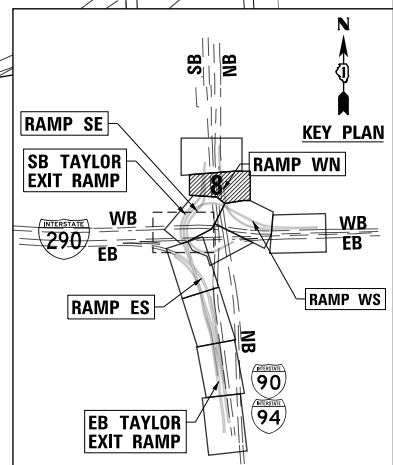 N
1
SB
NB
KEY PLAN
RAMP SE
SB TAYLOR
EXIT RAMP
8
RAMP WN
INTERSTATE
290
WB
EB
WB
EB
RAMP ES
RAMP WS
NB
INTERSTATE
90
INTERSTATE
94
EB TAYLOR
EXIT RAMP